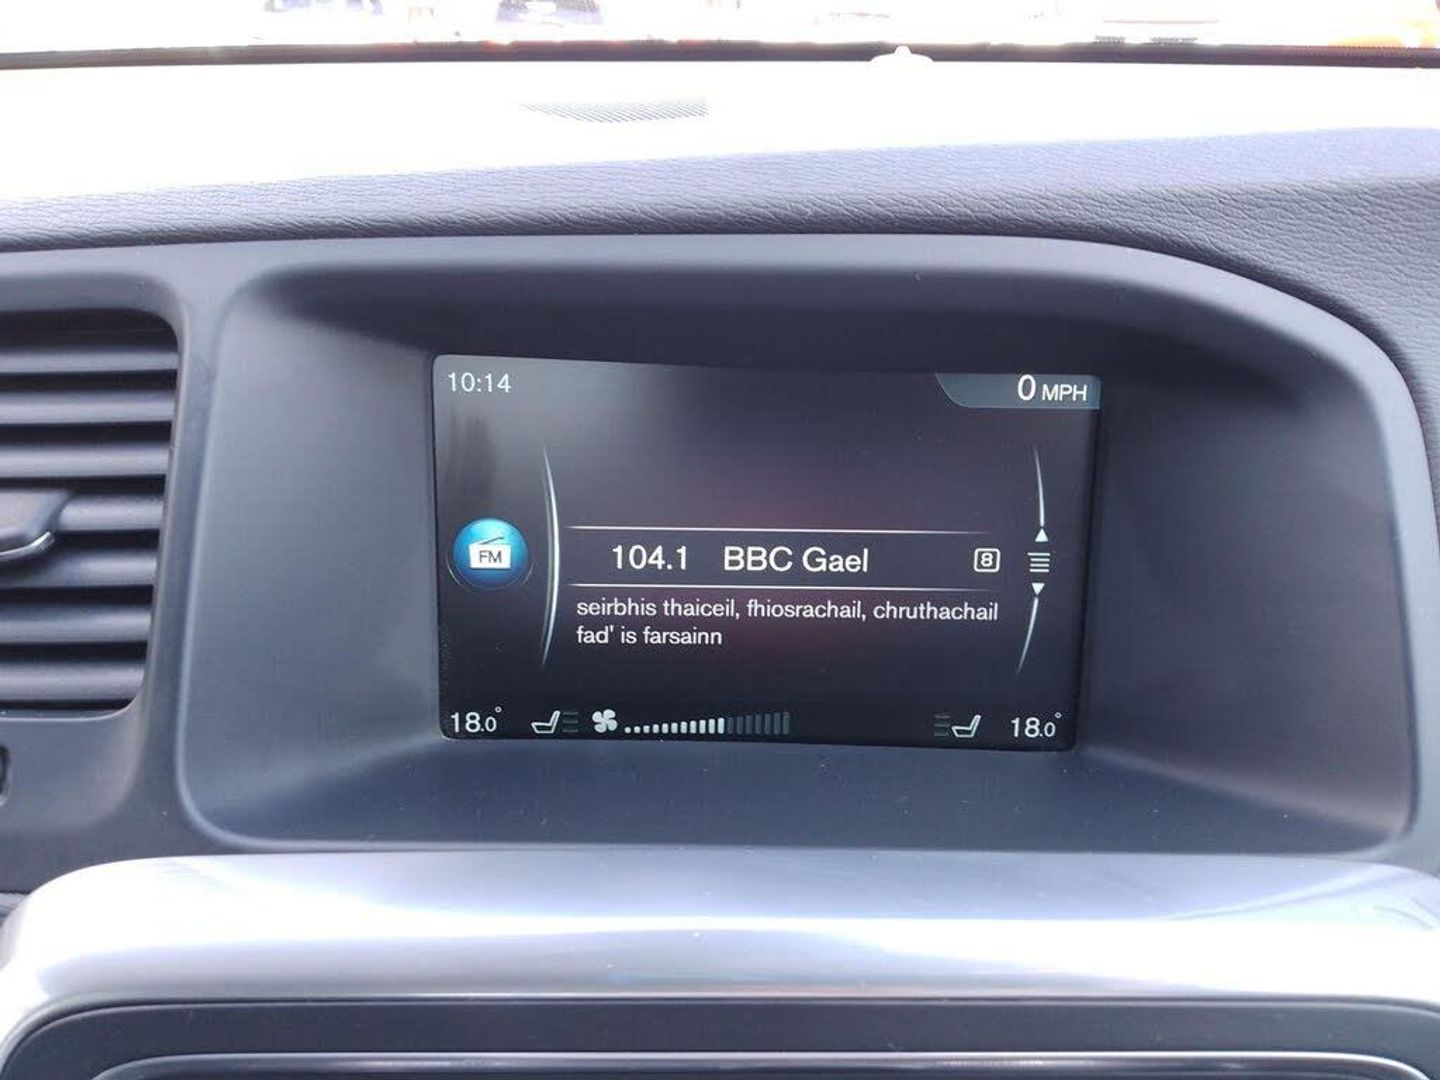 10:14
0 MPH
FM
104.1 BBC Gael 8
seirbhis thaiceil, fhiosrachail, chruthachail
fad' is farsainn
18.0° 18.0°